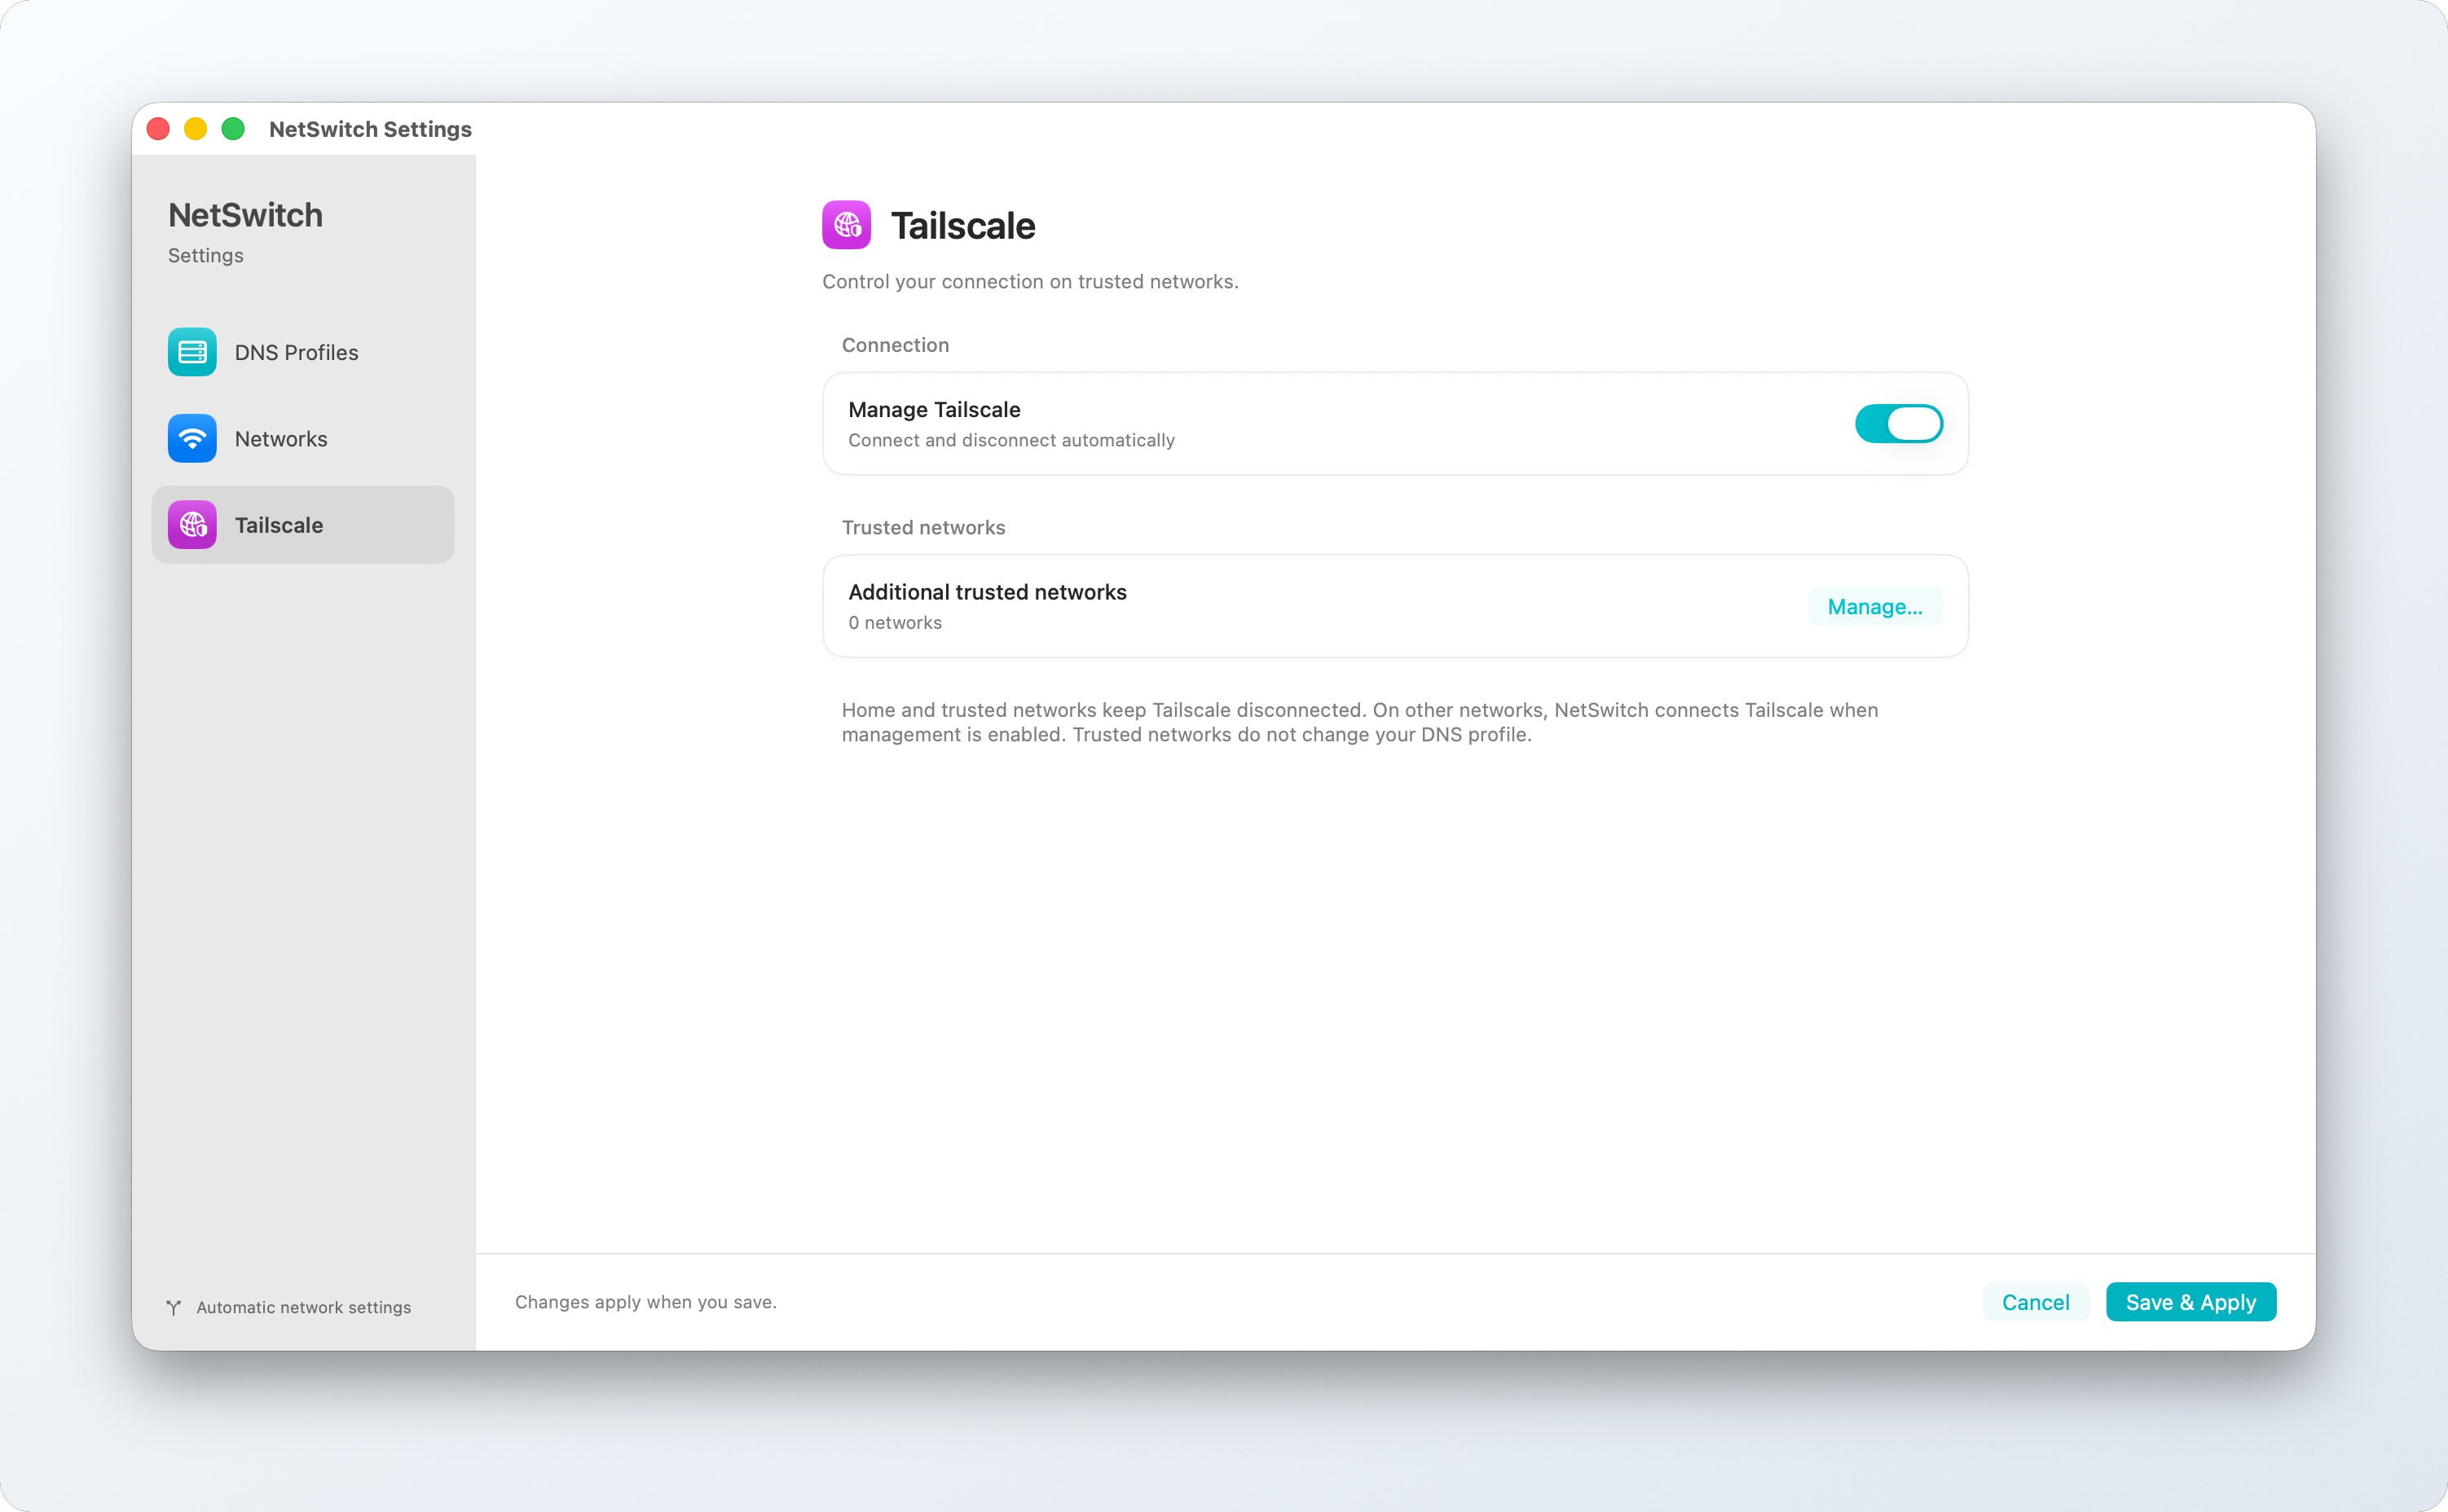 NetSwitch Settings
NetSwitch
Settings
DNS Profiles
Networks
Tailscale
Automatic network settings
Tailscale
Control your connection on trusted networks.
Connection
Manage Tailscale
Connect and disconnect automatically
Trusted networks
Additional trusted networks
0 networks
Manage...
Home and trusted networks keep Tailscale disconnected. On other networks, NetSwitch connects Tailscale when
management is enabled. Trusted networks do not change your DNS profile.
Changes apply when you save.
Cancel
Save & Apply